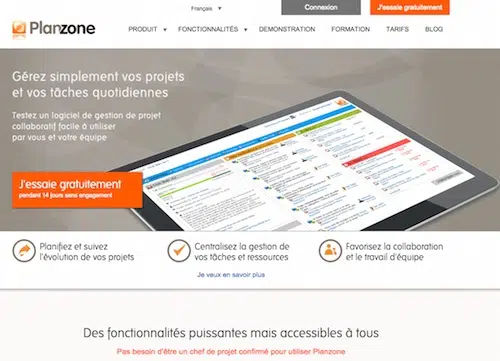 Français
Connexion
J'essaie gratuitement
Planzone
PRODUIT
FONCTIONNALITÉS
DEMONSTRATION
FORMATION
TARIFS
BLOG
Gérez simplement vos projets
et vos tâches quotidiennes
Testez un logiciel de gestion de projet
collaboratif facile à utiliser
par vous et votre équipe
J'essaie gratuitement
pendant 14 jours sans engagement
Planifiez et suivez
l'évolution de vos projets
Centralisez la gestion de
vos tâches et ressources
Favorisez la collaboration
et le travail d'équipe
Je veux en savoir plus
Des fonctionnalités puissantes mais accessibles à tous
Pas besoin d'être un chef de projet confirmé pour utiliser Planzone